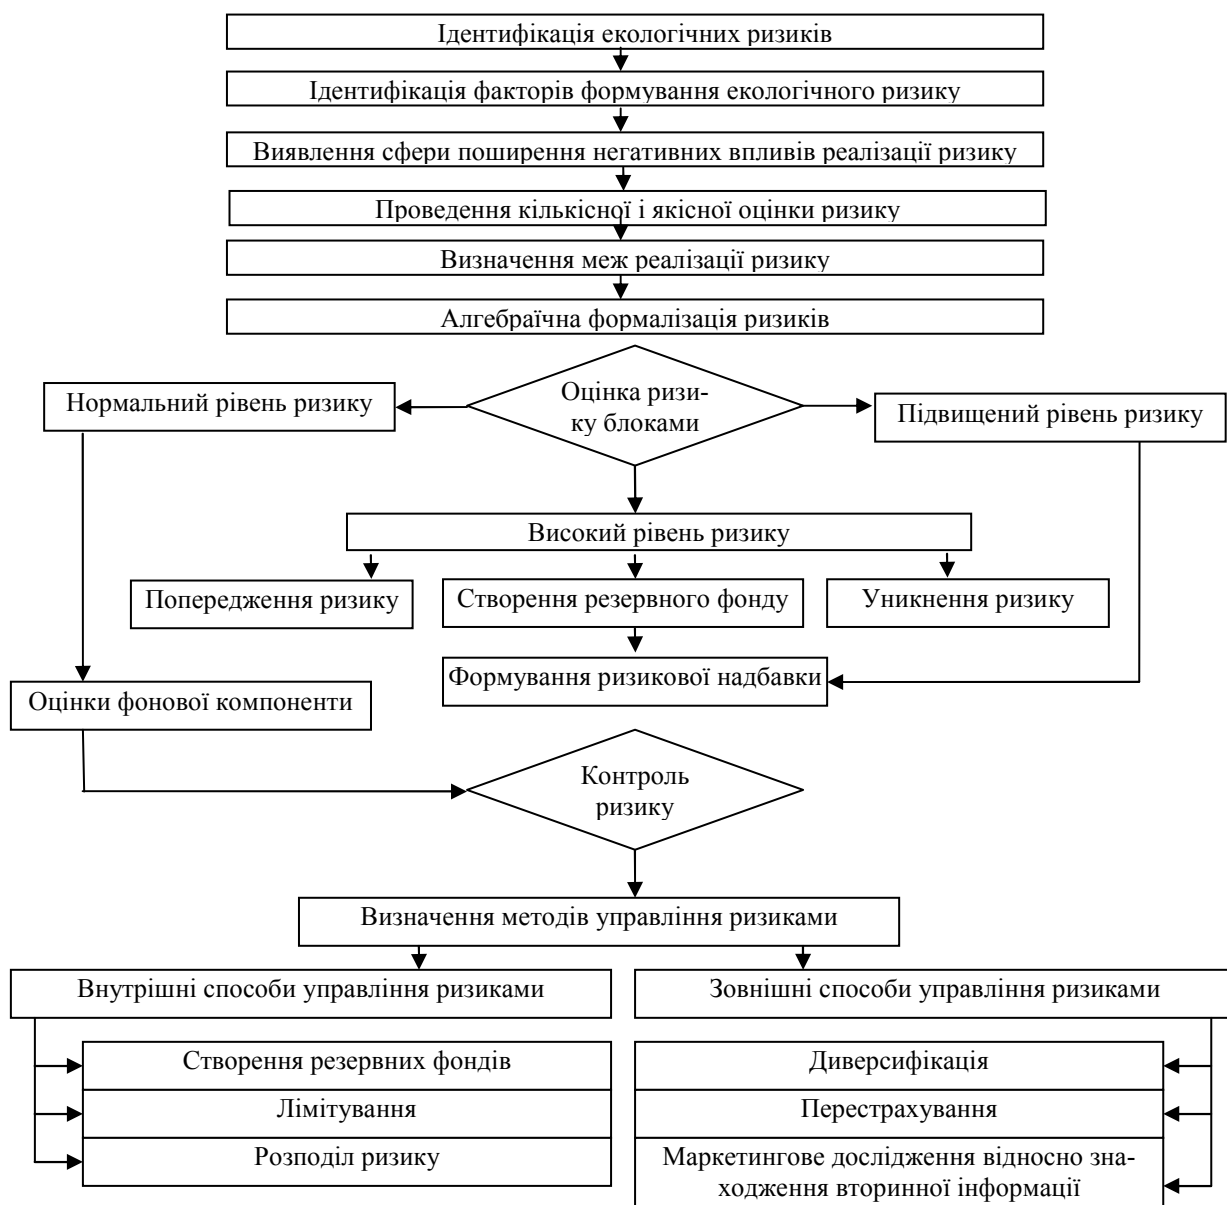 Ідентифікація екологічних ризиків
Ідентифікація факторів формування екологічного ризику
Виявлення сфери поширення негативних впливів реалізації ризику
Проведення кількісної і якісної оцінки ризику
Визначення меж реалізації ризику
Алгебраїчна формалізація ризиків
Оцінка ризи-
ку блоками
Нормальний рівень ризику
Підвищений рівень ризику
Високий рівень ризику
Попередження ризику
Створення резервного фонду
Уникнення ризику
Формування ризикової надбавки
Оцінки фонової компоненти
Контроль
ризику
Визначення методів управління ризиками
Внутрішні способи управління ризиками
Зовнішні способи управління ризиками
Створення резервних фондів
Лімітування
Розподіл ризику
Диверсифікація
Перестрахування
Маркетингове дослідження відносно зна-
ходження вторинної інформації